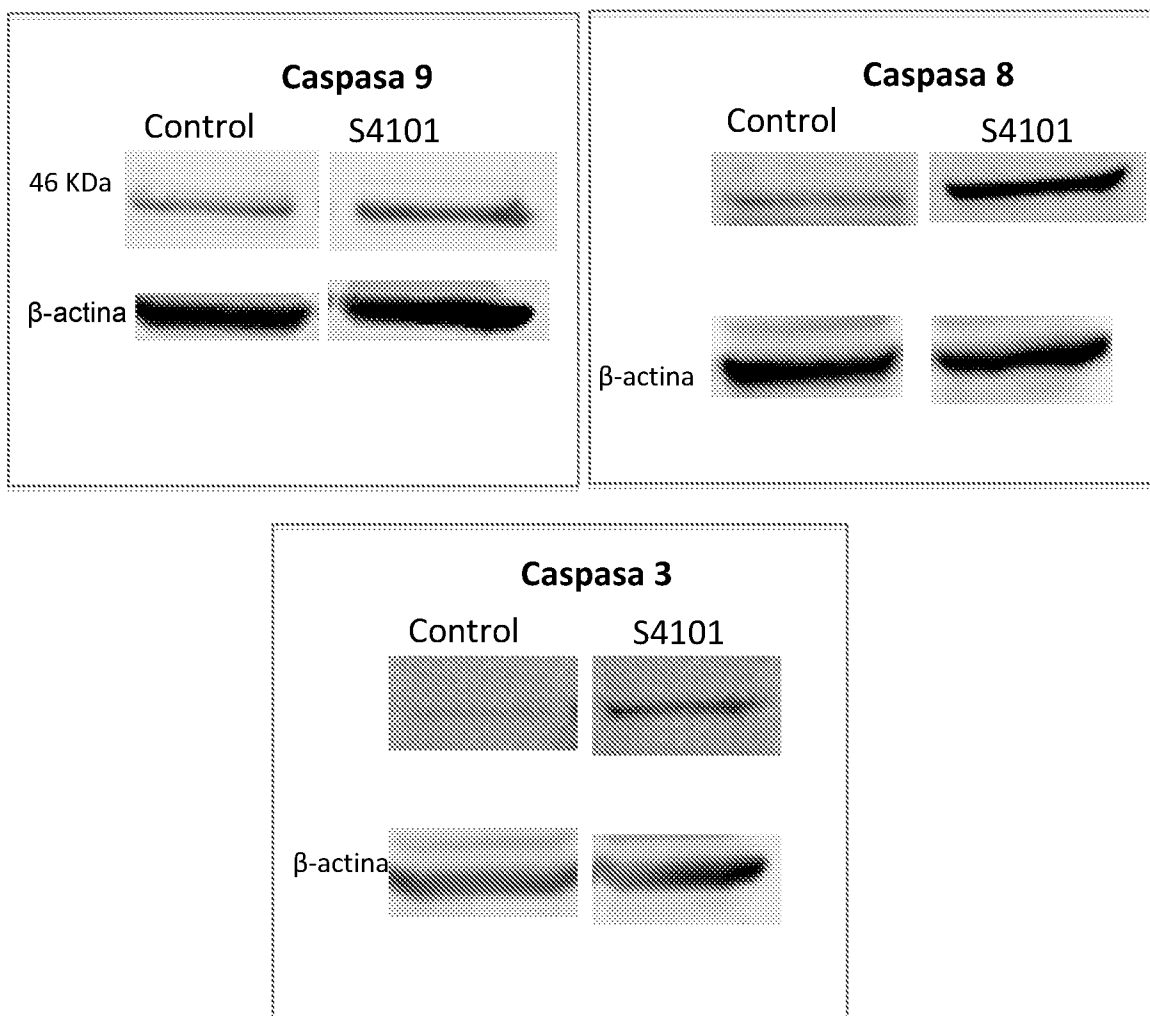 Caspasa 9
Control S4101
46 KDa
β-actina
Caspasa 8
Control S4101
β-actina
Caspasa 3
Control S4101
β-actina